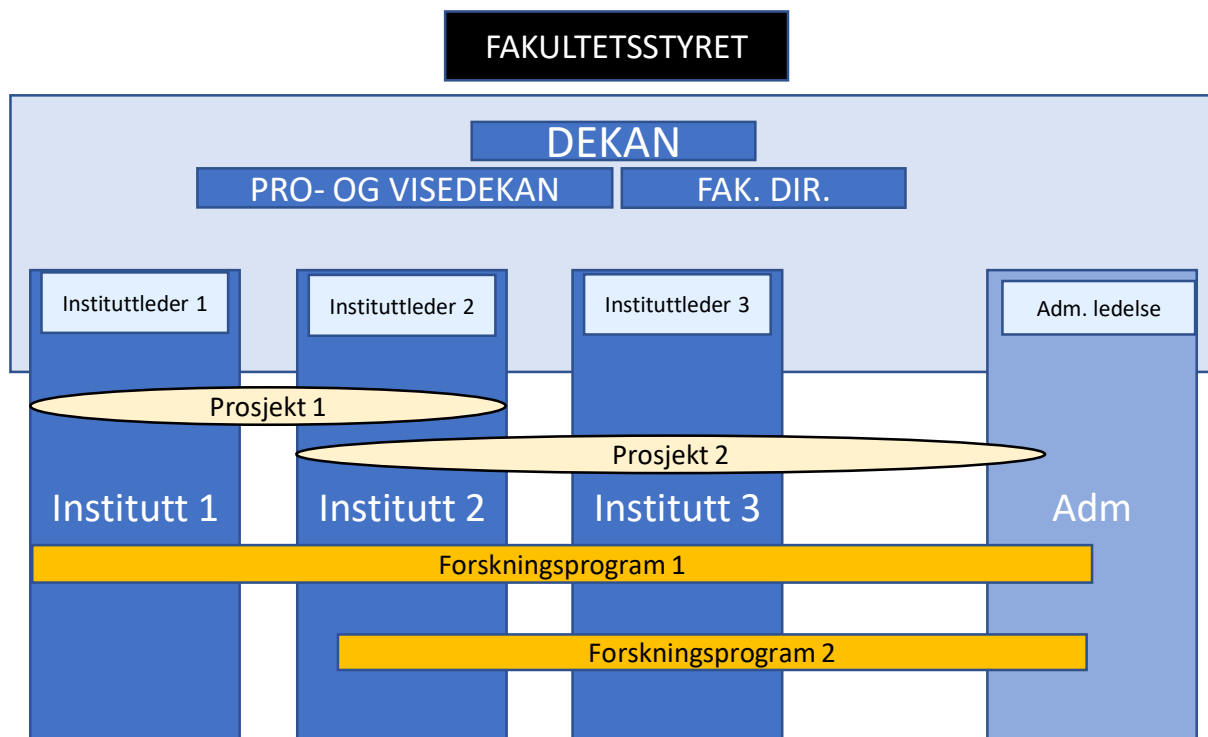 FAKULTETSSTYRET
DEKAN
PRO- OG VISEDEKAN
FAK. DIR.
Instituttleder 1
Instituttleder 2
Instituttleder 3
Adm. ledelse
Prosjekt 1
Prosjekt 2
Institutt 1
Institutt 2
Institutt 3
Adm
Forskningsprogram 1
Forskningsprogram 2